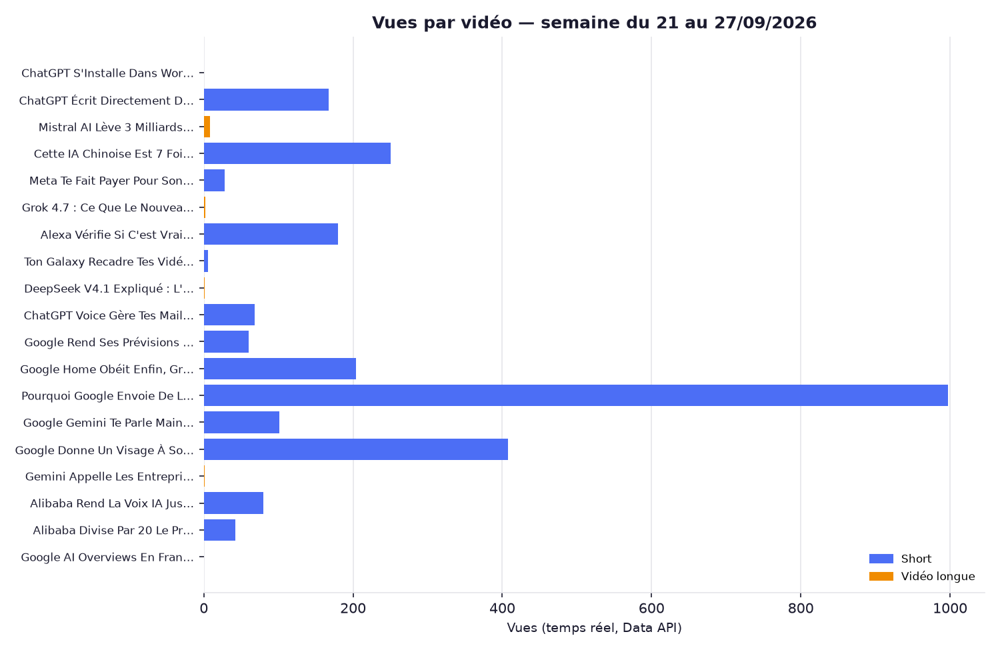 Vues par vidéo — semaine du 21 au 27/09/2026
ChatGPT S'Installe Dans Wor...
ChatGPT Écrit Directement D...
Mistral AI Lève 3 Milliards...
Cette IA Chinoise Est 7 Foi...
Meta Te Fait Payer Pour Son...
Grok 4.7 : Ce Que Le Nouvea...
Alexa Vérifie Si C'est Vrai...
Ton Galaxy Recadre Tes Vidé...
DeepSeek V4.1 Expliqué : L'...
ChatGPT Voice Gère Tes Mail...
Google Rend Ses Prévisions ...
Google Home Obéit Enfin, Gr...
Pourquoi Google Envoie De L...
Google Gemini Te Parle Main...
Google Donne Un Visage À So...
Gemini Appelle Les Entrepri...
Alibaba Rend La Voix IA Jus...
Alibaba Divise Par 20 Le Pr...
Google AI Overviews En Fran...
Short
Vidéo longue
0 200 400 600 800 1000
Vues (temps réel, Data API)